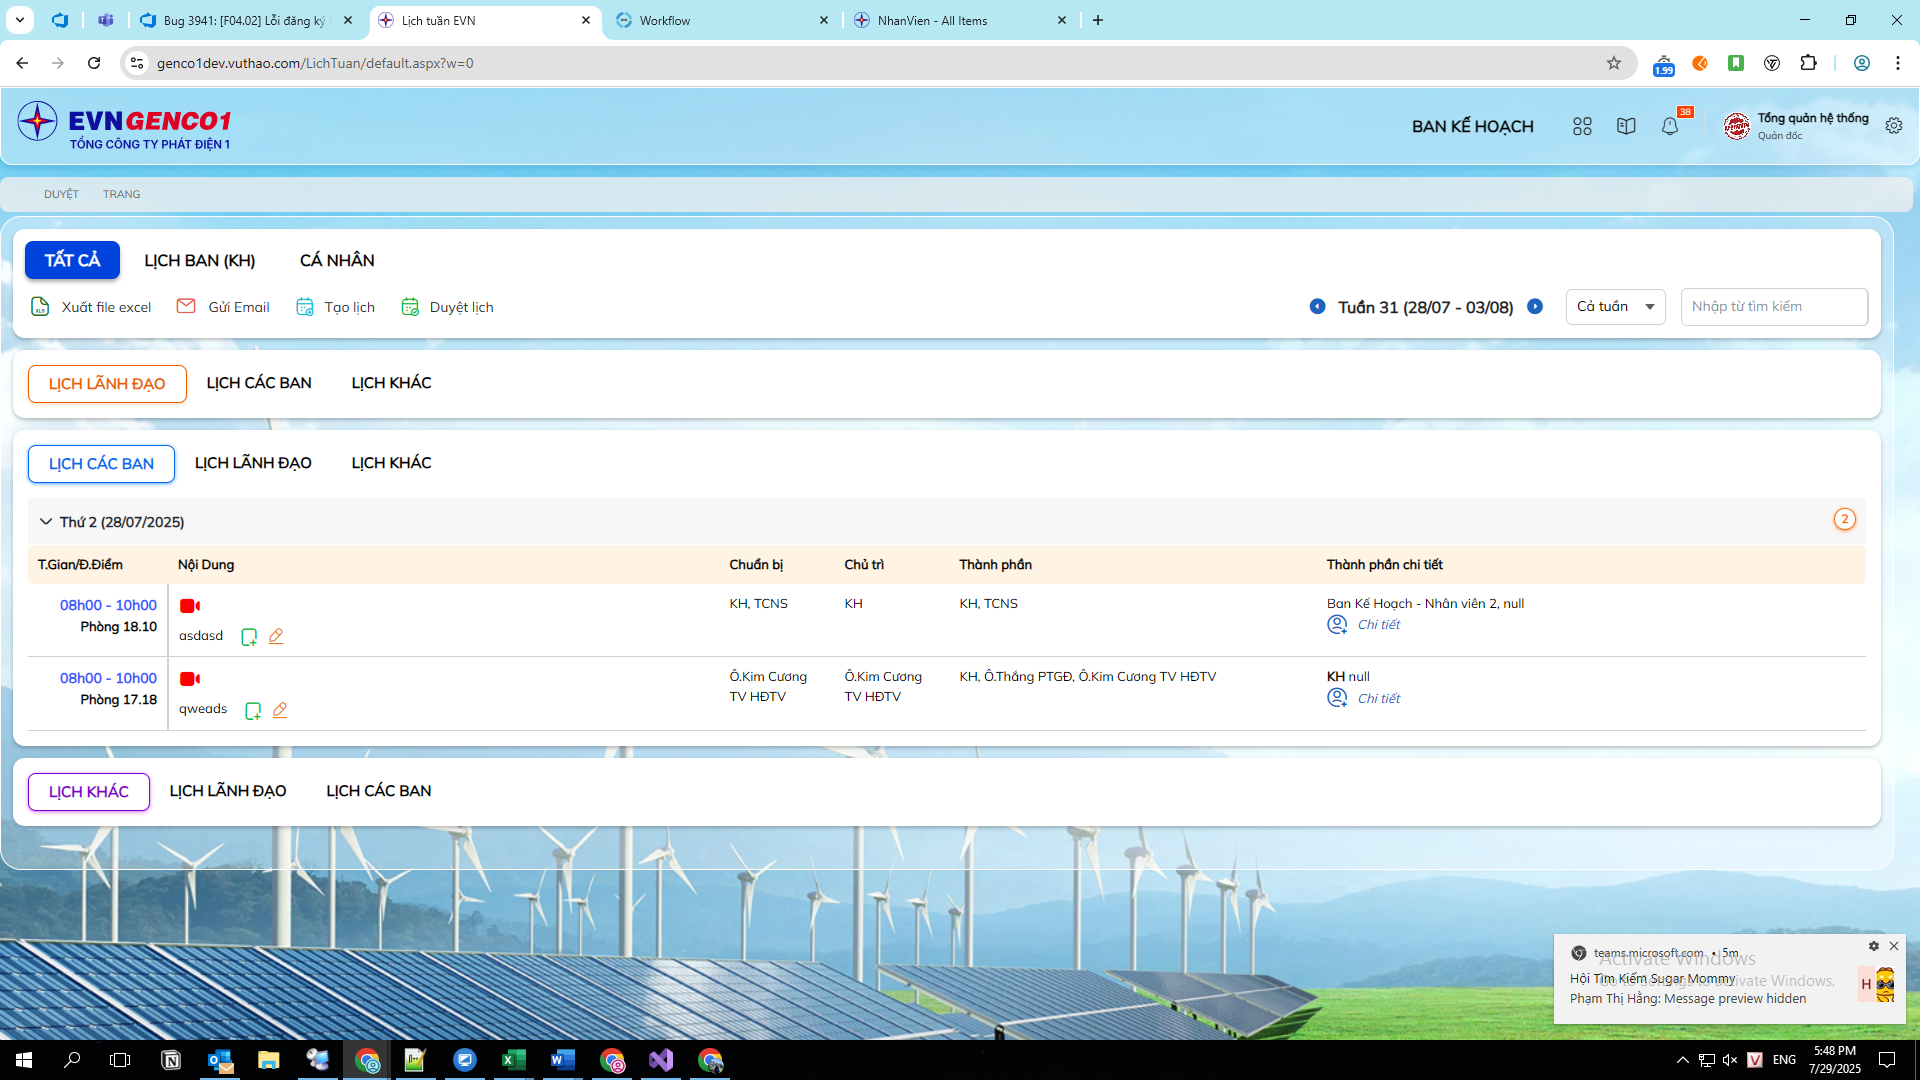 Bug 3941: [F04.02] Lỗi đăng ký
Lịch tuần EVN
Workflow
NhanVien - All Items
genco1dev.vuthao.com/LichTuan/default.aspx?w=0
1.99
EVNGENCO1
TỔNG CÔNG TY PHÁT ĐIỆN 1
BAN KẾ HOẠCH
38
Tổng quản hệ thống
Quản đốc
DUYỆT TRANG
TẤT CẢ LỊCH BAN (KH) CÁ NHÂN
Xuất file excel Gửi Email Tạo lịch Duyệt lịch
Tuần 31 (28/07 - 03/08) Cả tuần Nhập từ tìm kiếm
LỊCH LÃNH ĐẠO LỊCH CÁC BAN LỊCH KHÁC
LỊCH CÁC BAN LỊCH LÃNH ĐẠO LỊCH KHÁC
Thứ 2 (28/07/2025) 2
T.Gian/Đ.Điểm Nội Dung Chuẩn bị Chủ trì Thành phần Thành phần chi tiết
08h00 - 10h00 KH, TCNS KH KH, TCNS Ban Kế Hoạch - Nhân viên 2, null
Phòng 18.10 Chi tiết
asdasd
08h00 - 10h00 Ô.Kim Cương Ô.Kim Cương KH, Ô.Thắng PTGĐ, Ô.Kim Cương TV HĐTV KH null
Phòng 17.18 TV HĐTV TV HĐTV Chi tiết
qweads
LỊCH KHÁC LỊCH LÃNH ĐẠO LỊCH CÁC BAN
teams.microsoft.com • 5m
Activate Windows
Hội Tìm Kiếm Sugar Mommy
Go to Settings to activate Windows.
Phạm Thị Hằng: Message preview hidden
H
ENG
5:48 PM
7/29/2025